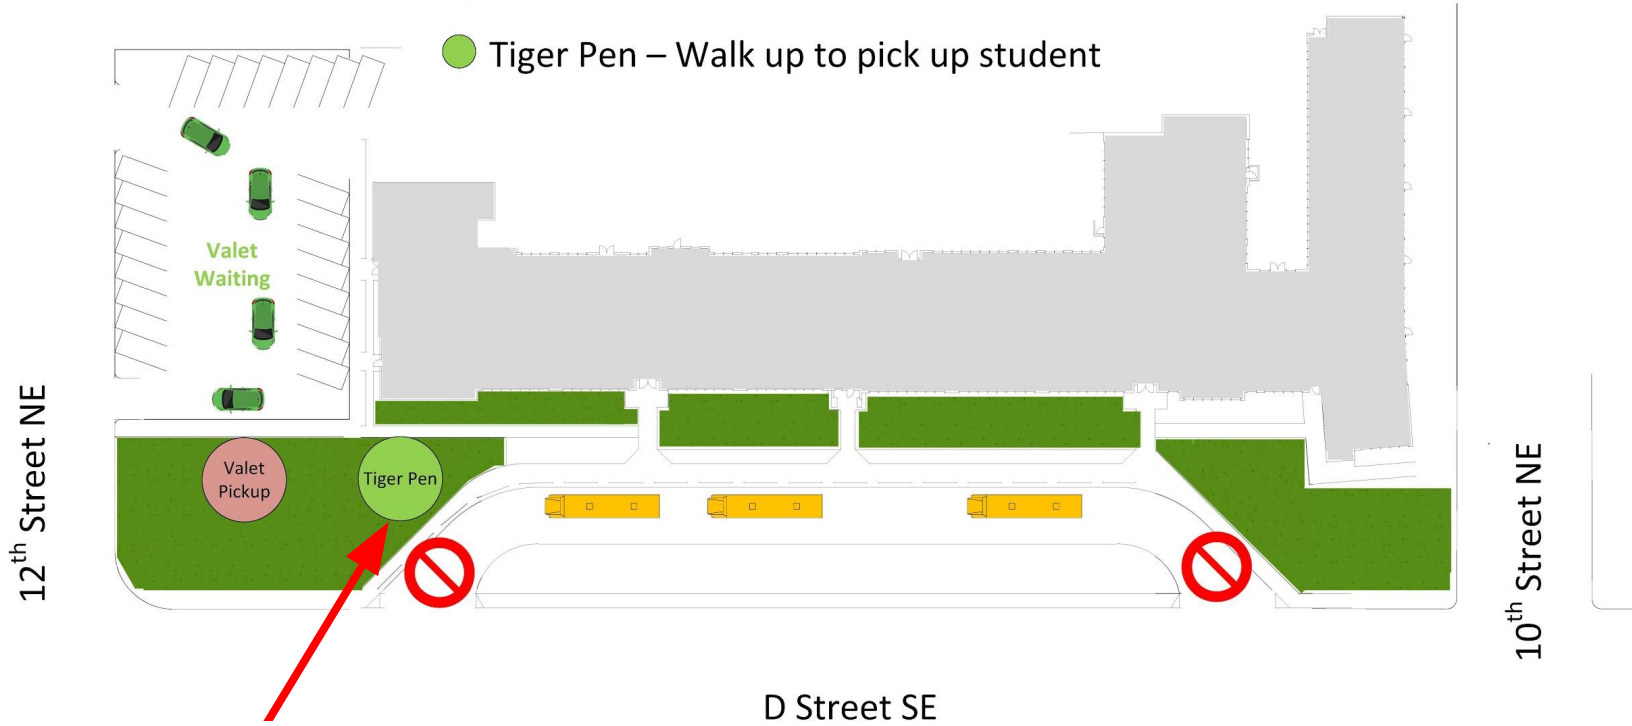 Tiger Pen – Walk up to pick up student
Valet
Waiting
Valet
Pickup
Tiger Pen
12th Street NE
10th Street NE
D Street SE